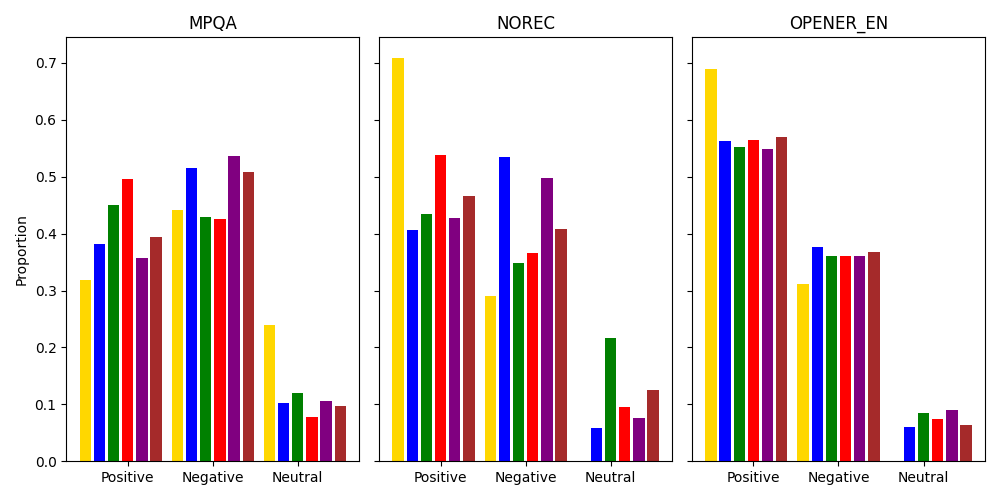 MPQA
NOREC
OPENER_EN
Proportion
0.7
0.6
0.5
0.4
0.3
0.2
0.1
0.0
Positive Negative Neutral
Positive Negative Neutral
Positive Negative Neutral